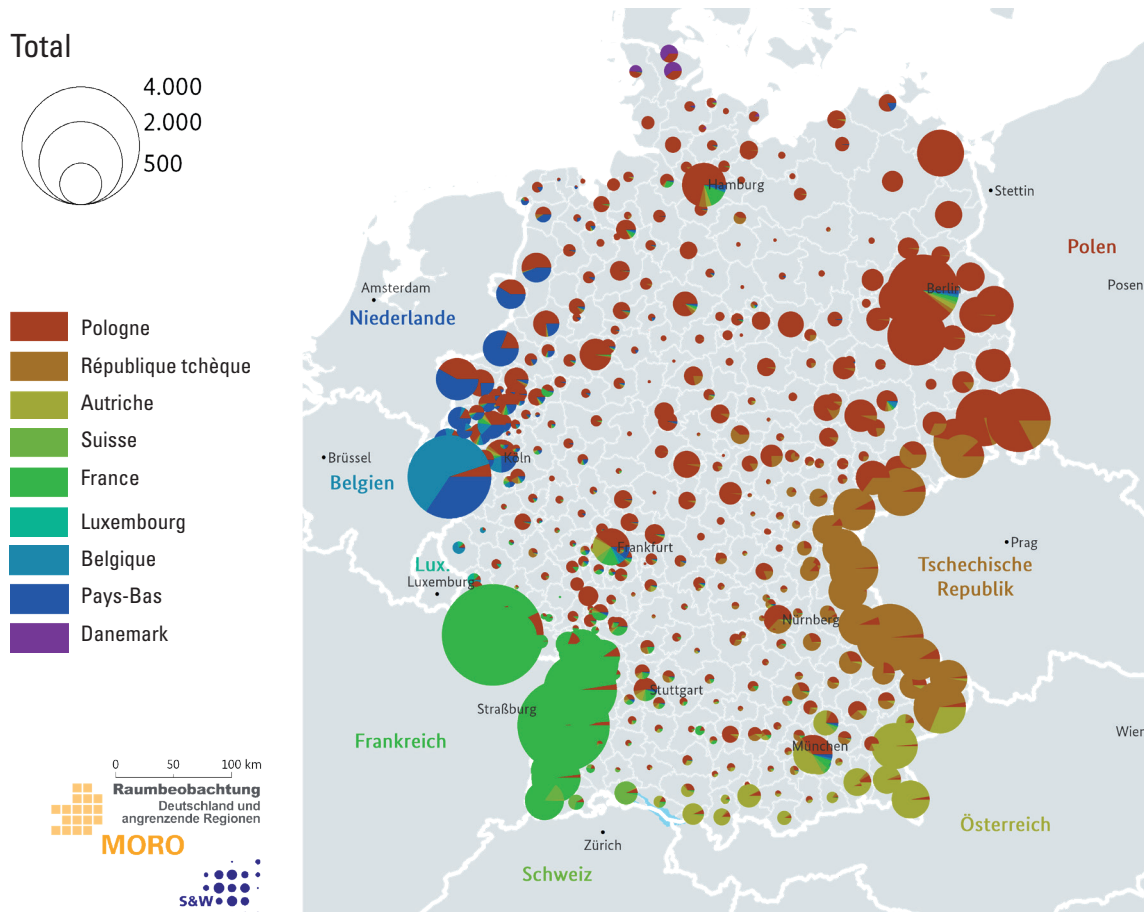 Total
4.000
2.000
500
Pologne
République tchèque
Autriche
Suisse
France
Luxembourg
Belgique
Pays-Bas
Danemark
0 50 100 km
Raumbeobachtung
Deutschland und
angrenzende Regionen
MORO
S&W
Hamburg
Stettin
Polen
Amsterdam
Niederlande
Berlin
Posen
Brüssel
Belgien
Köln
Frankfurt
Prag
Lux.
Luxemburg
Tschechische
Republik
Nürnberg
Stuttgart
Straßburg
Frankreich
München
Wien
Österreich
Zürich
Schweiz